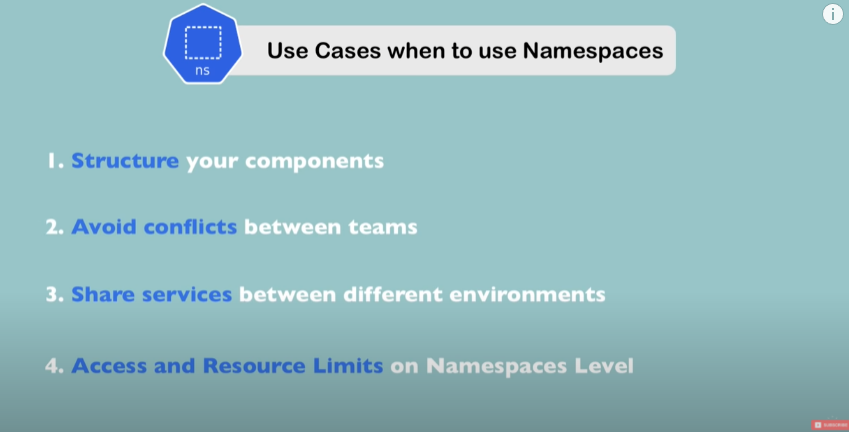 ns
Use Cases when to use Namespaces
1. Structure your components
2. Avoid conflicts between teams
3. Share services between different environments
4. Access and Resource Limits on Namespaces Level
SUBSCRIBE